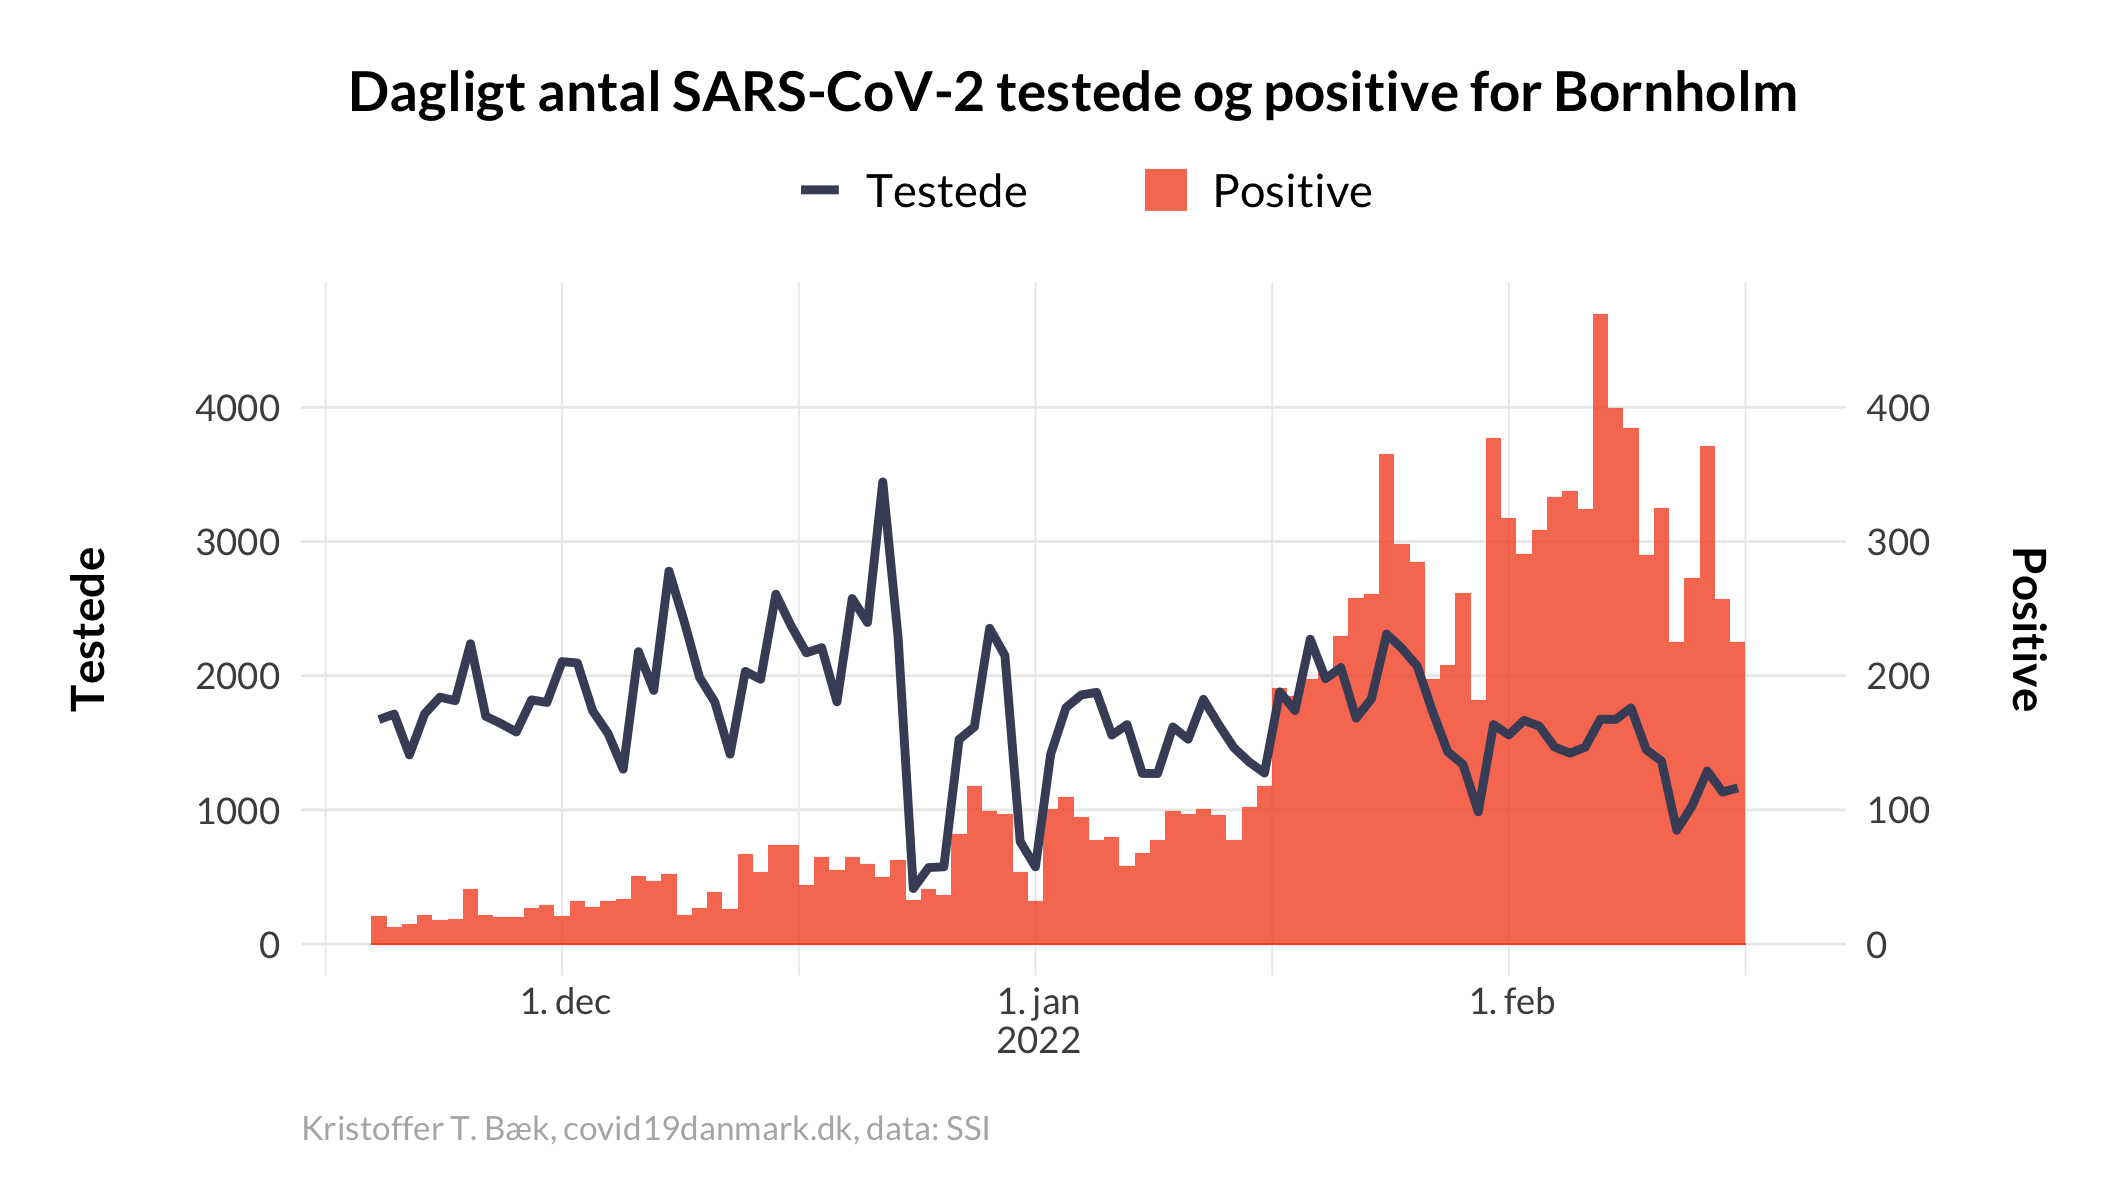 Dagligt antal SARS-CoV-2 testede og positive for Bornholm
Testede
Positive
Testede
4000
3000
2000
1000
0
400
300
200
100
0
Positive
1. dec
1. jan
2022
1. feb
Kristoffer T. Bæk, covid19danmark.dk, data: SSI